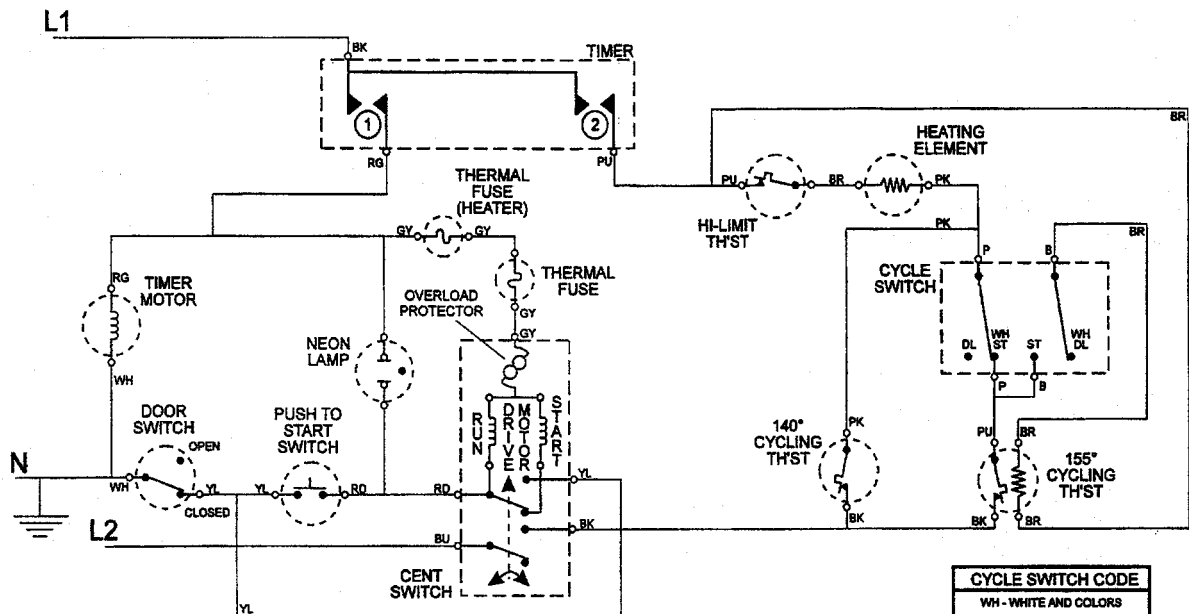 L1
BK
TIMER
1
2
RG
PU
BR
HEATING
ELEMENT
THERMAL
FUSE
(HEATER)
GY
GY
PU
BR
PK
HI-LIMIT
TH'ST
PK
BR
RG
TIMER
MOTOR
THERMAL
FUSE
OVERLOAD
PROTECTOR
GY
GY
P
B
CYCLE
SWITCH
NEON
LAMP
WH
DL
WH
ST
ST
WH
DL
P
B
DOOR
SWITCH
OPEN
PUSH TO
START
SWITCH
RUN
DRIVE
MOTOR
START
140°
CYCLING
TH'ST
PK
PU
BR
155°
CYCLING
TH'ST
N
WH
YL
CLOSED
YL
RD
RD
YL
BK
BK
BK
BR
L2
BU
CENT
SWITCH
YL
YL
CYCLE SWITCH CODE
WH - WHITE AND COLORS